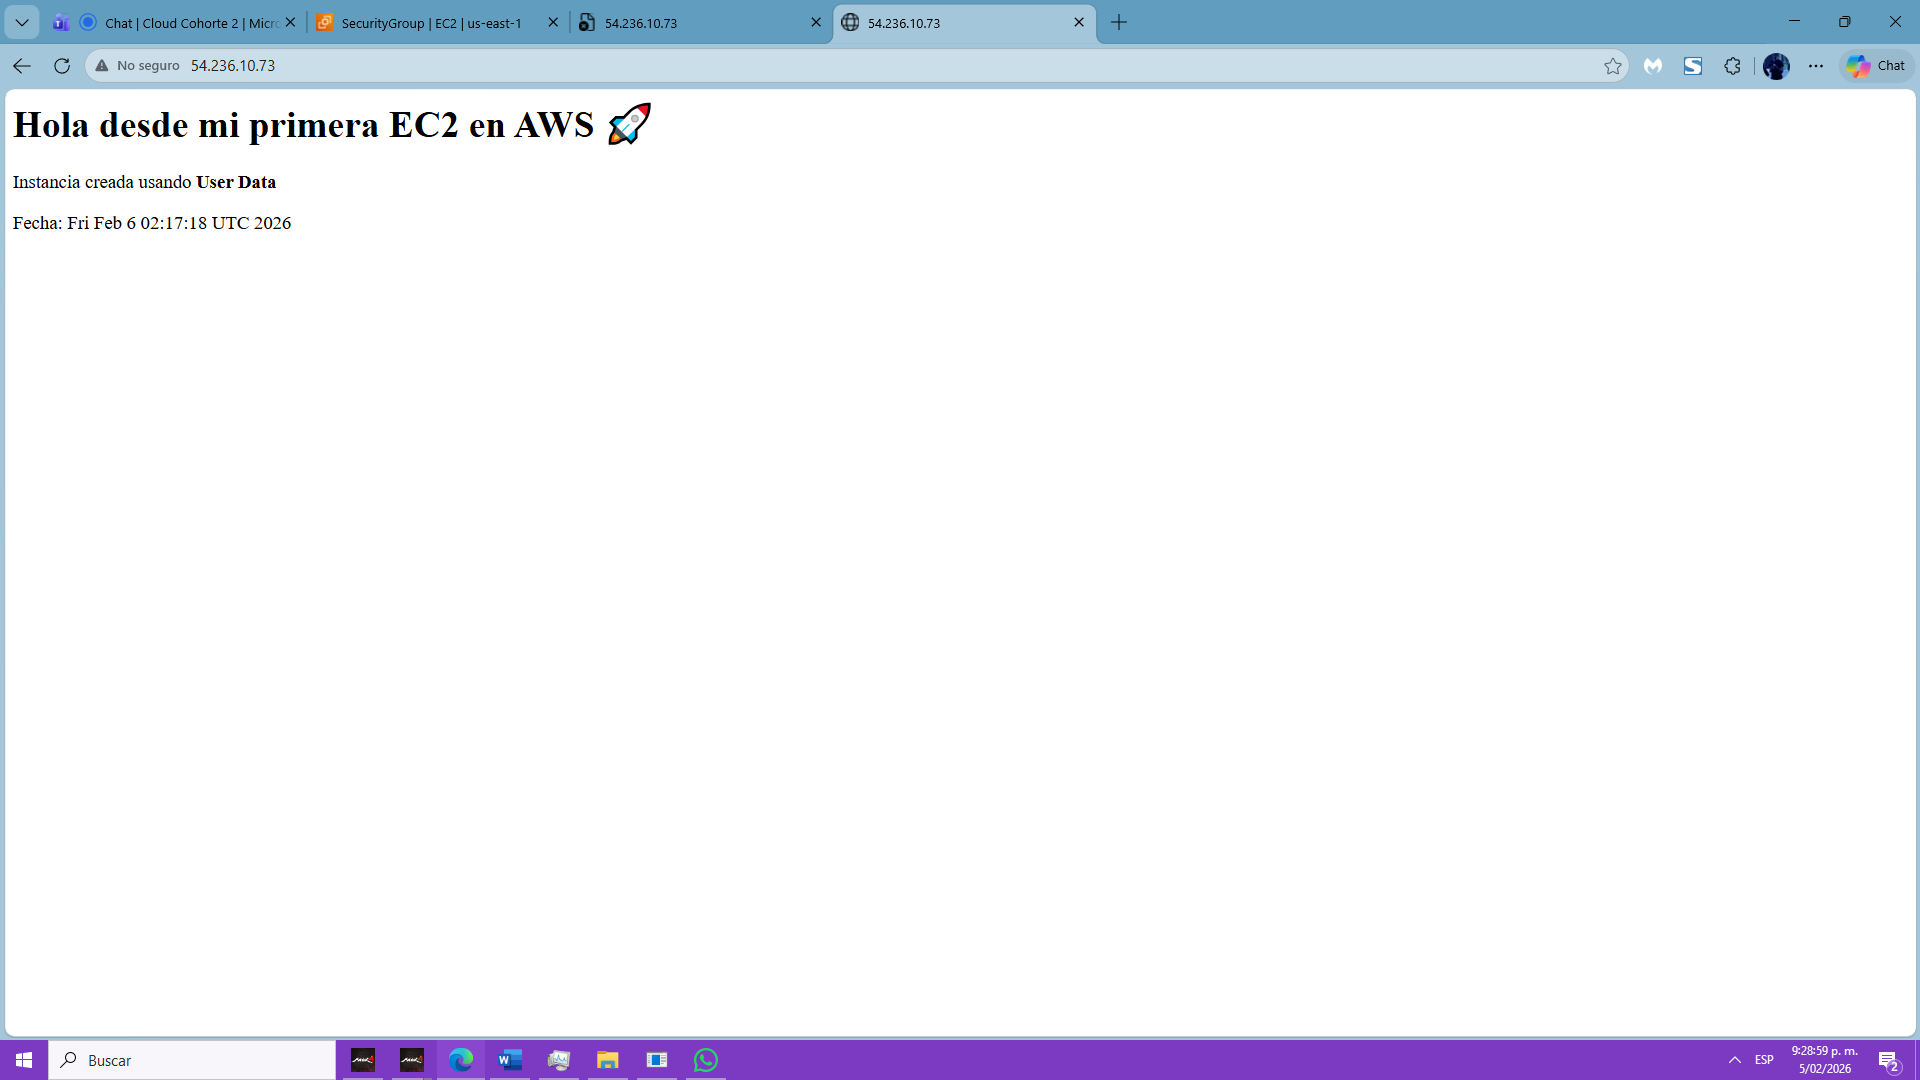 Chat | Cloud Cohorte 2 | Micro
SecurityGroup | EC2 | us-east-1
54.236.10.73
54.236.10.73
No seguro 54.236.10.73
Chat
Hola desde mi primera EC2 en AWS 🚀
Instancia creada usando User Data
Fecha: Fri Feb 6 02:17:18 UTC 2026
Buscar
ESP
9:28:59 p. m.
5/02/2026
2